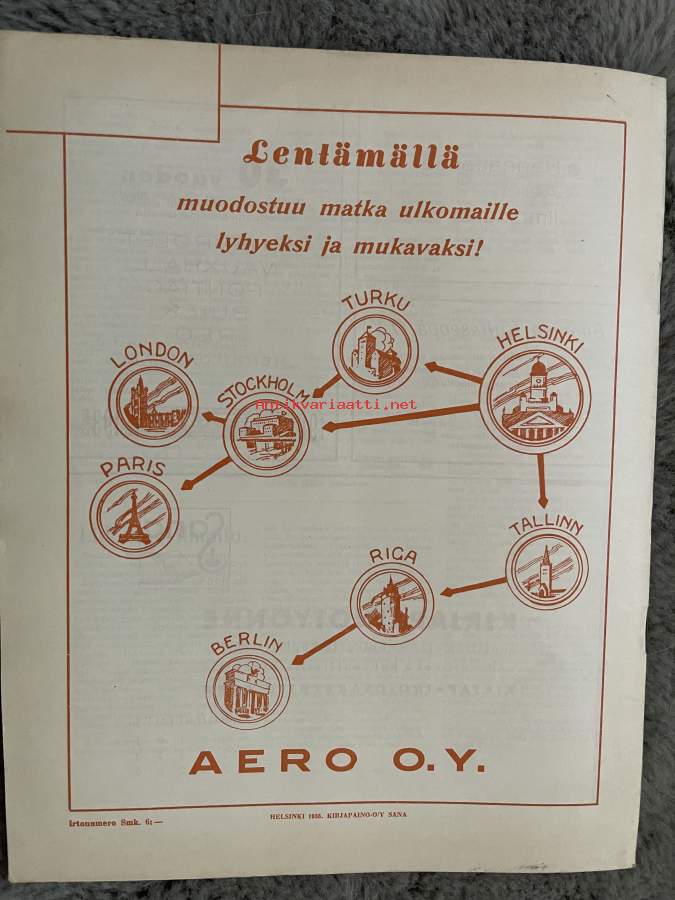 Lentämällä
muodostuu matka ulkomaille
lyhyeksi ja mukavaksi!
TURKU
HELSINKI
LONDON
STOCKHOLM
antikvariaatti.net
PARIS
TALLINN
RIGA
BERLIN
AERO O.Y.
Irtonumero Smk. 6:—
HELSINKI 1935. KIRJAPAINO-O/Y SANA